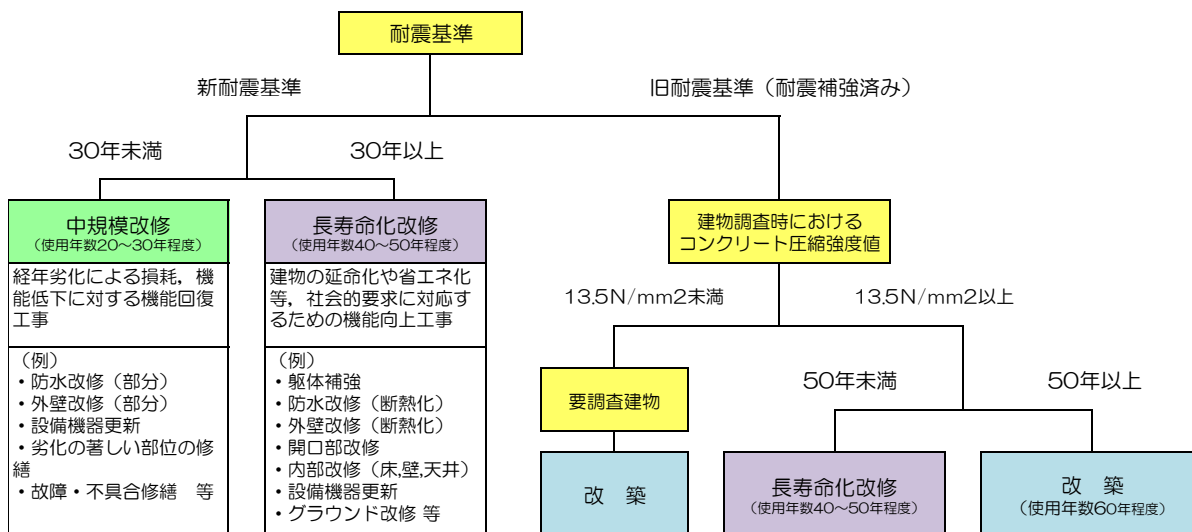 耐震基準
新耐震基準
旧耐震基準（耐震補強済み）
30年未満
30年以上
中規模改修
（使用年数20～30年程度）
経年劣化による損耗，機
能低下に対する機能回復
工事
（例）
・防水改修（部分）
・外壁改修（部分）
・設備機器更新
・劣化の著しい部位の修
繕
・故障・不具合修繕　等
長寿命化改修
（使用年数40～50年程度）
建物の延命化や省エネ化
等，社会的要求に対応す
るための機能向上工事
（例）
・躯体補強
・防水改修（断熱化）
・外壁改修（断熱化）
・開口部改修
・内部改修（床,壁,天井）
・設備機器更新
・グラウンド改修 等
建物調査時における
コンクリート圧縮強度値
13.5N/mm2未満
13.5N/mm2以上
要調査建物
改　築
50年未満
50年以上
長寿命化改修
（使用年数40～50年程度）
改　築
（使用年数60年程度）